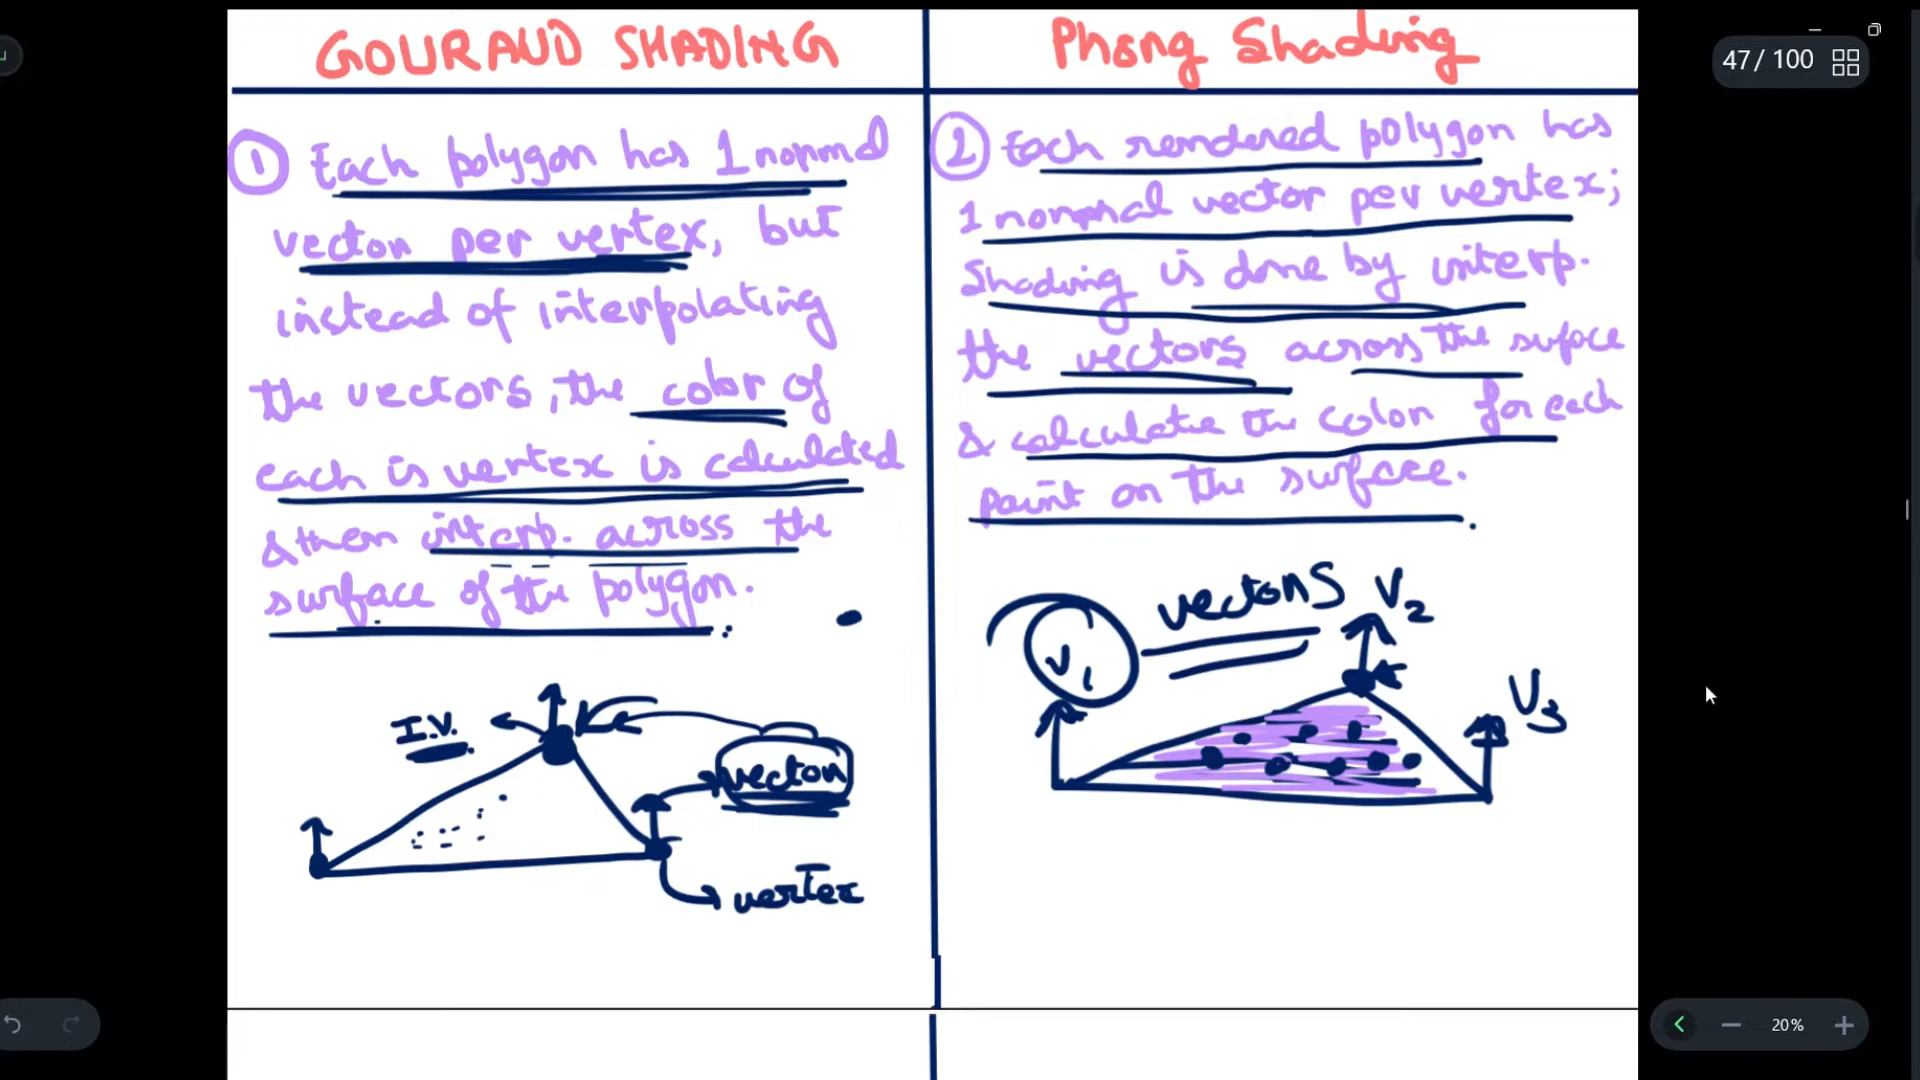 GOURAUD SHADING
Phong Shading
47/ 100
① Each polygon has 1 normal
vector per vertex, but
instead of interpolating
the vectors, the color of
each is vertex is calculated
& then interp. across the
surface of the polygon.
I.V.
vector
vertex
② Each rendered polygon has
1 normal vector per vertex;
Shading is done by interp.
the vectors across the surface
& calculate the color for each
point on the surface.
V1
vectors
V2
V3
20%